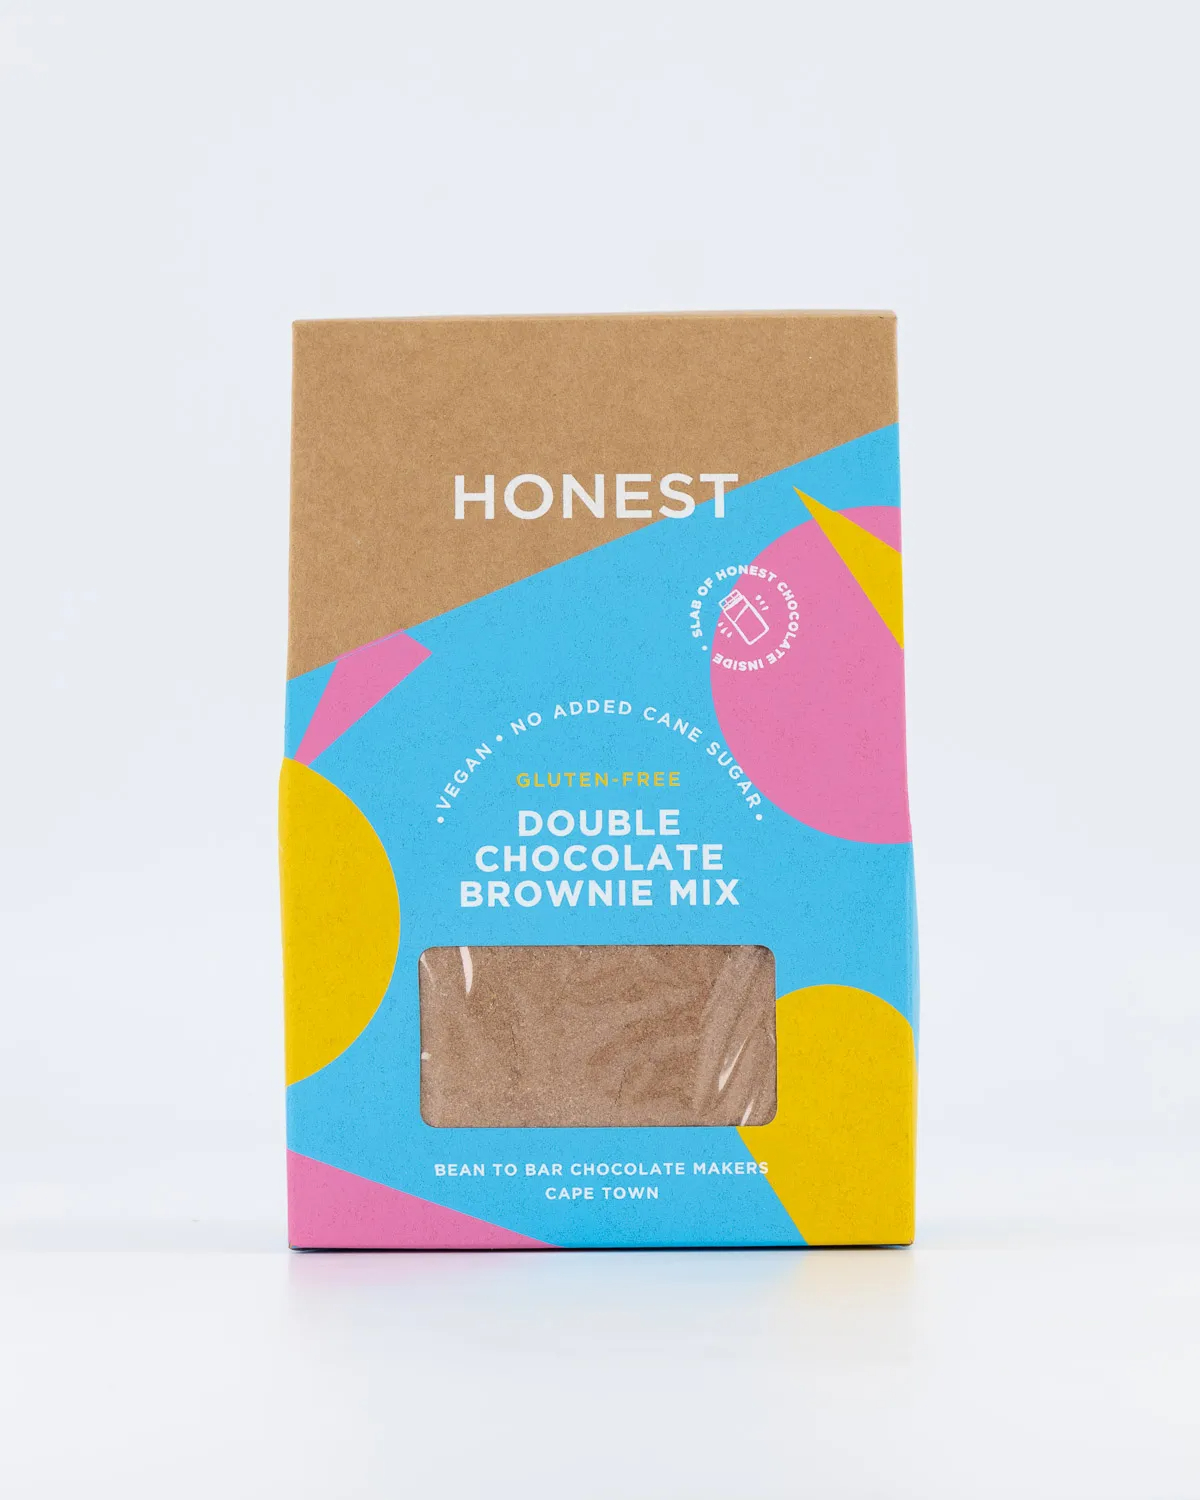 HONEST
• SLAB OF HONEST CHOCOLATE INSIDE
• VEGAN • NO ADDED CANE SUGAR •
GLUTEN-FREE
DOUBLE
CHOCOLATE
BROWNIE MIX
BEAN TO BAR CHOCOLATE MAKERS
CAPE TOWN